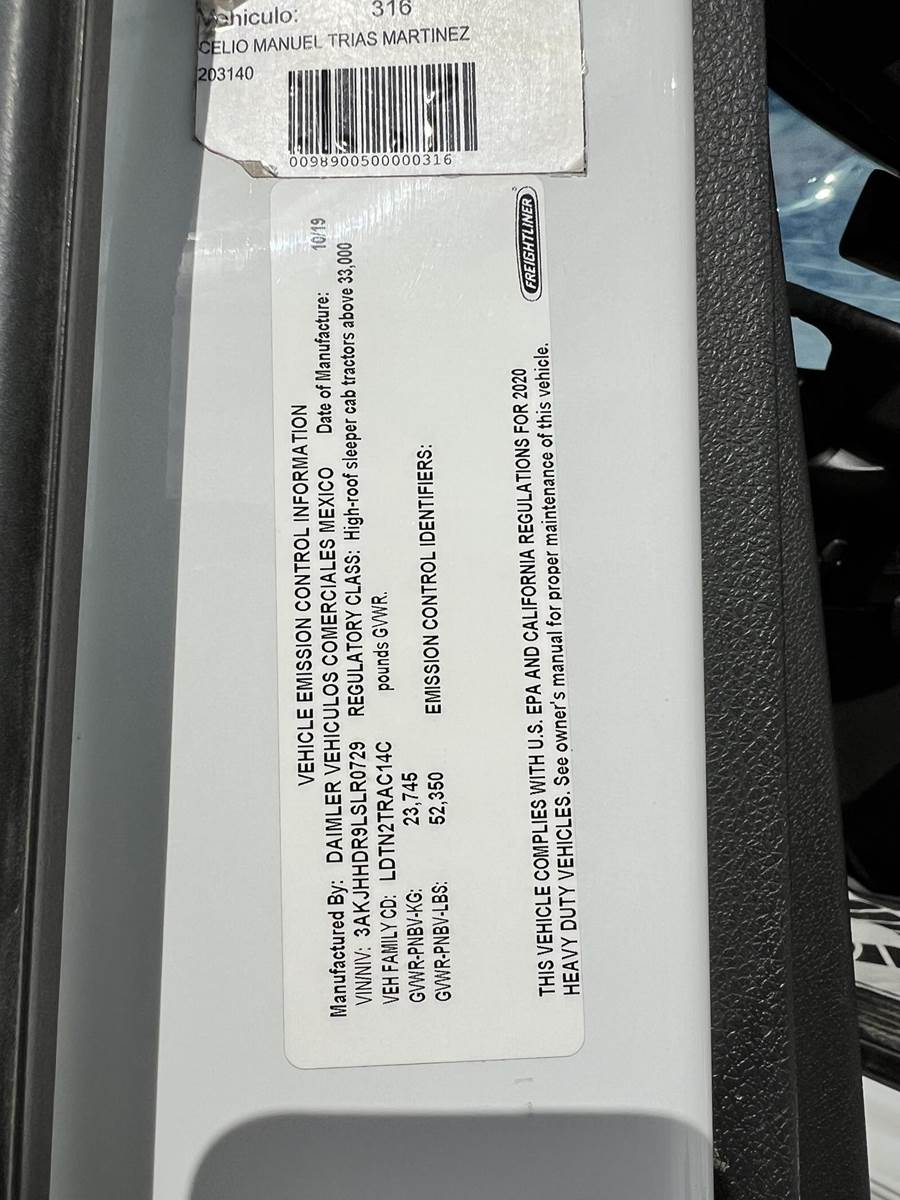 Vehiculo: 316
CELIO MANUEL TRIAS MARTINEZ
203140
0098900500000316
VEHICLE EMISSION CONTROL INFORMATION
Manufactured By: DAIMLER VEHICULOS COMERCIALES MEXICO Date of Manufacture: 10/19
VIN/NIV: 3AKJHHDR9LSLR0729 REGULATORY CLASS: High-roof sleeper cab tractors above 33,000
VEH FAMILY CD: LDTN2TRAC14C pounds GVWR.
GVWR-PNBV-KG: 23,745
GVWR-PNBV-LBS: 52,350 EMISSION CONTROL IDENTIFIERS:
THIS VEHICLE COMPLIES WITH U.S. EPA AND CALIFORNIA REGULATIONS FOR 2020
HEAVY DUTY VEHICLES. See owner's manual for proper maintenance of this vehicle.
FREIGHTLINER